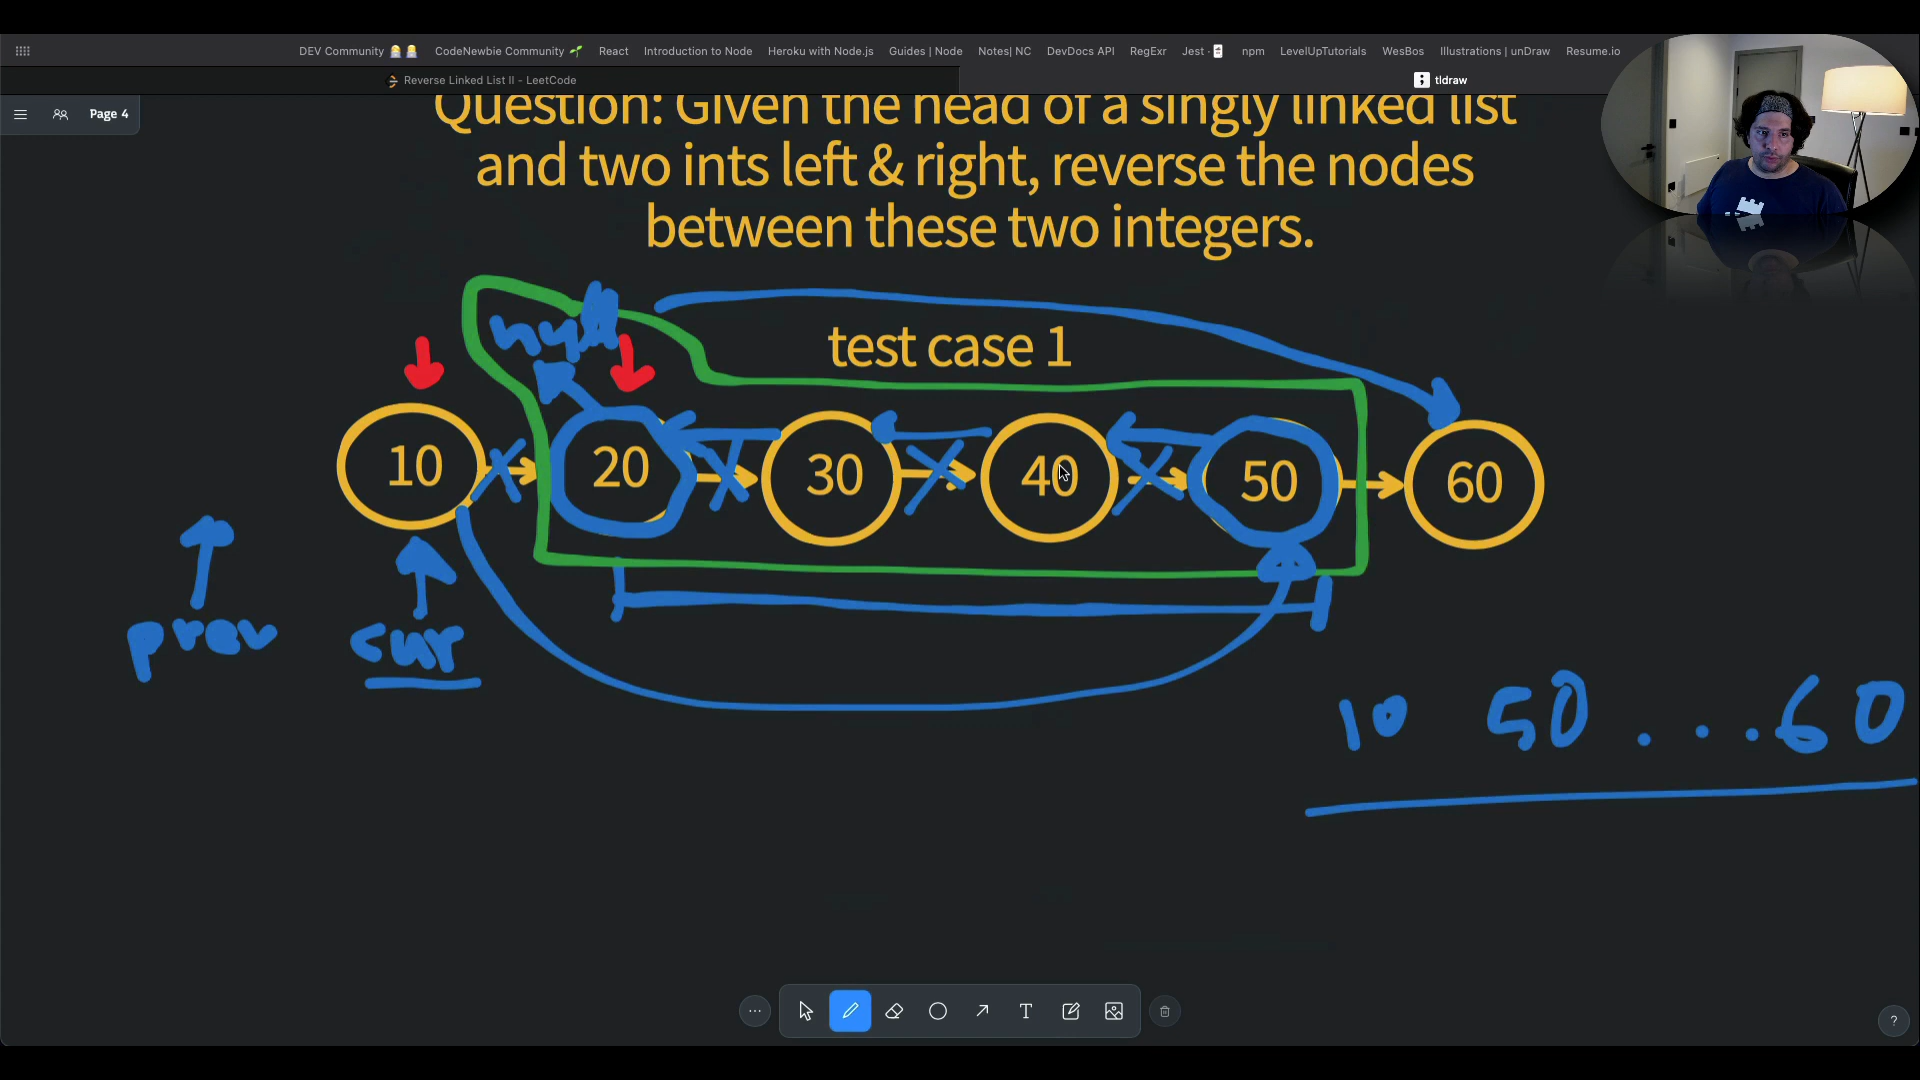 DEV Community CodeNewbie Community React Introduction to Node Heroku with Node.js Guides | Node Notes| NC DevDocs API RegExr Jest · npm LevelUpTutorials WesBos Illustrations | unDraw Resume.io
Reverse Linked List II - LeetCode tldraw
Page 4
Question: Given the head of a singly linked list
and two ints left & right, reverse the nodes
between these two integers.
null
test case 1
10 20 30 40 50 60
prev cur
10 50 . . . 60
?